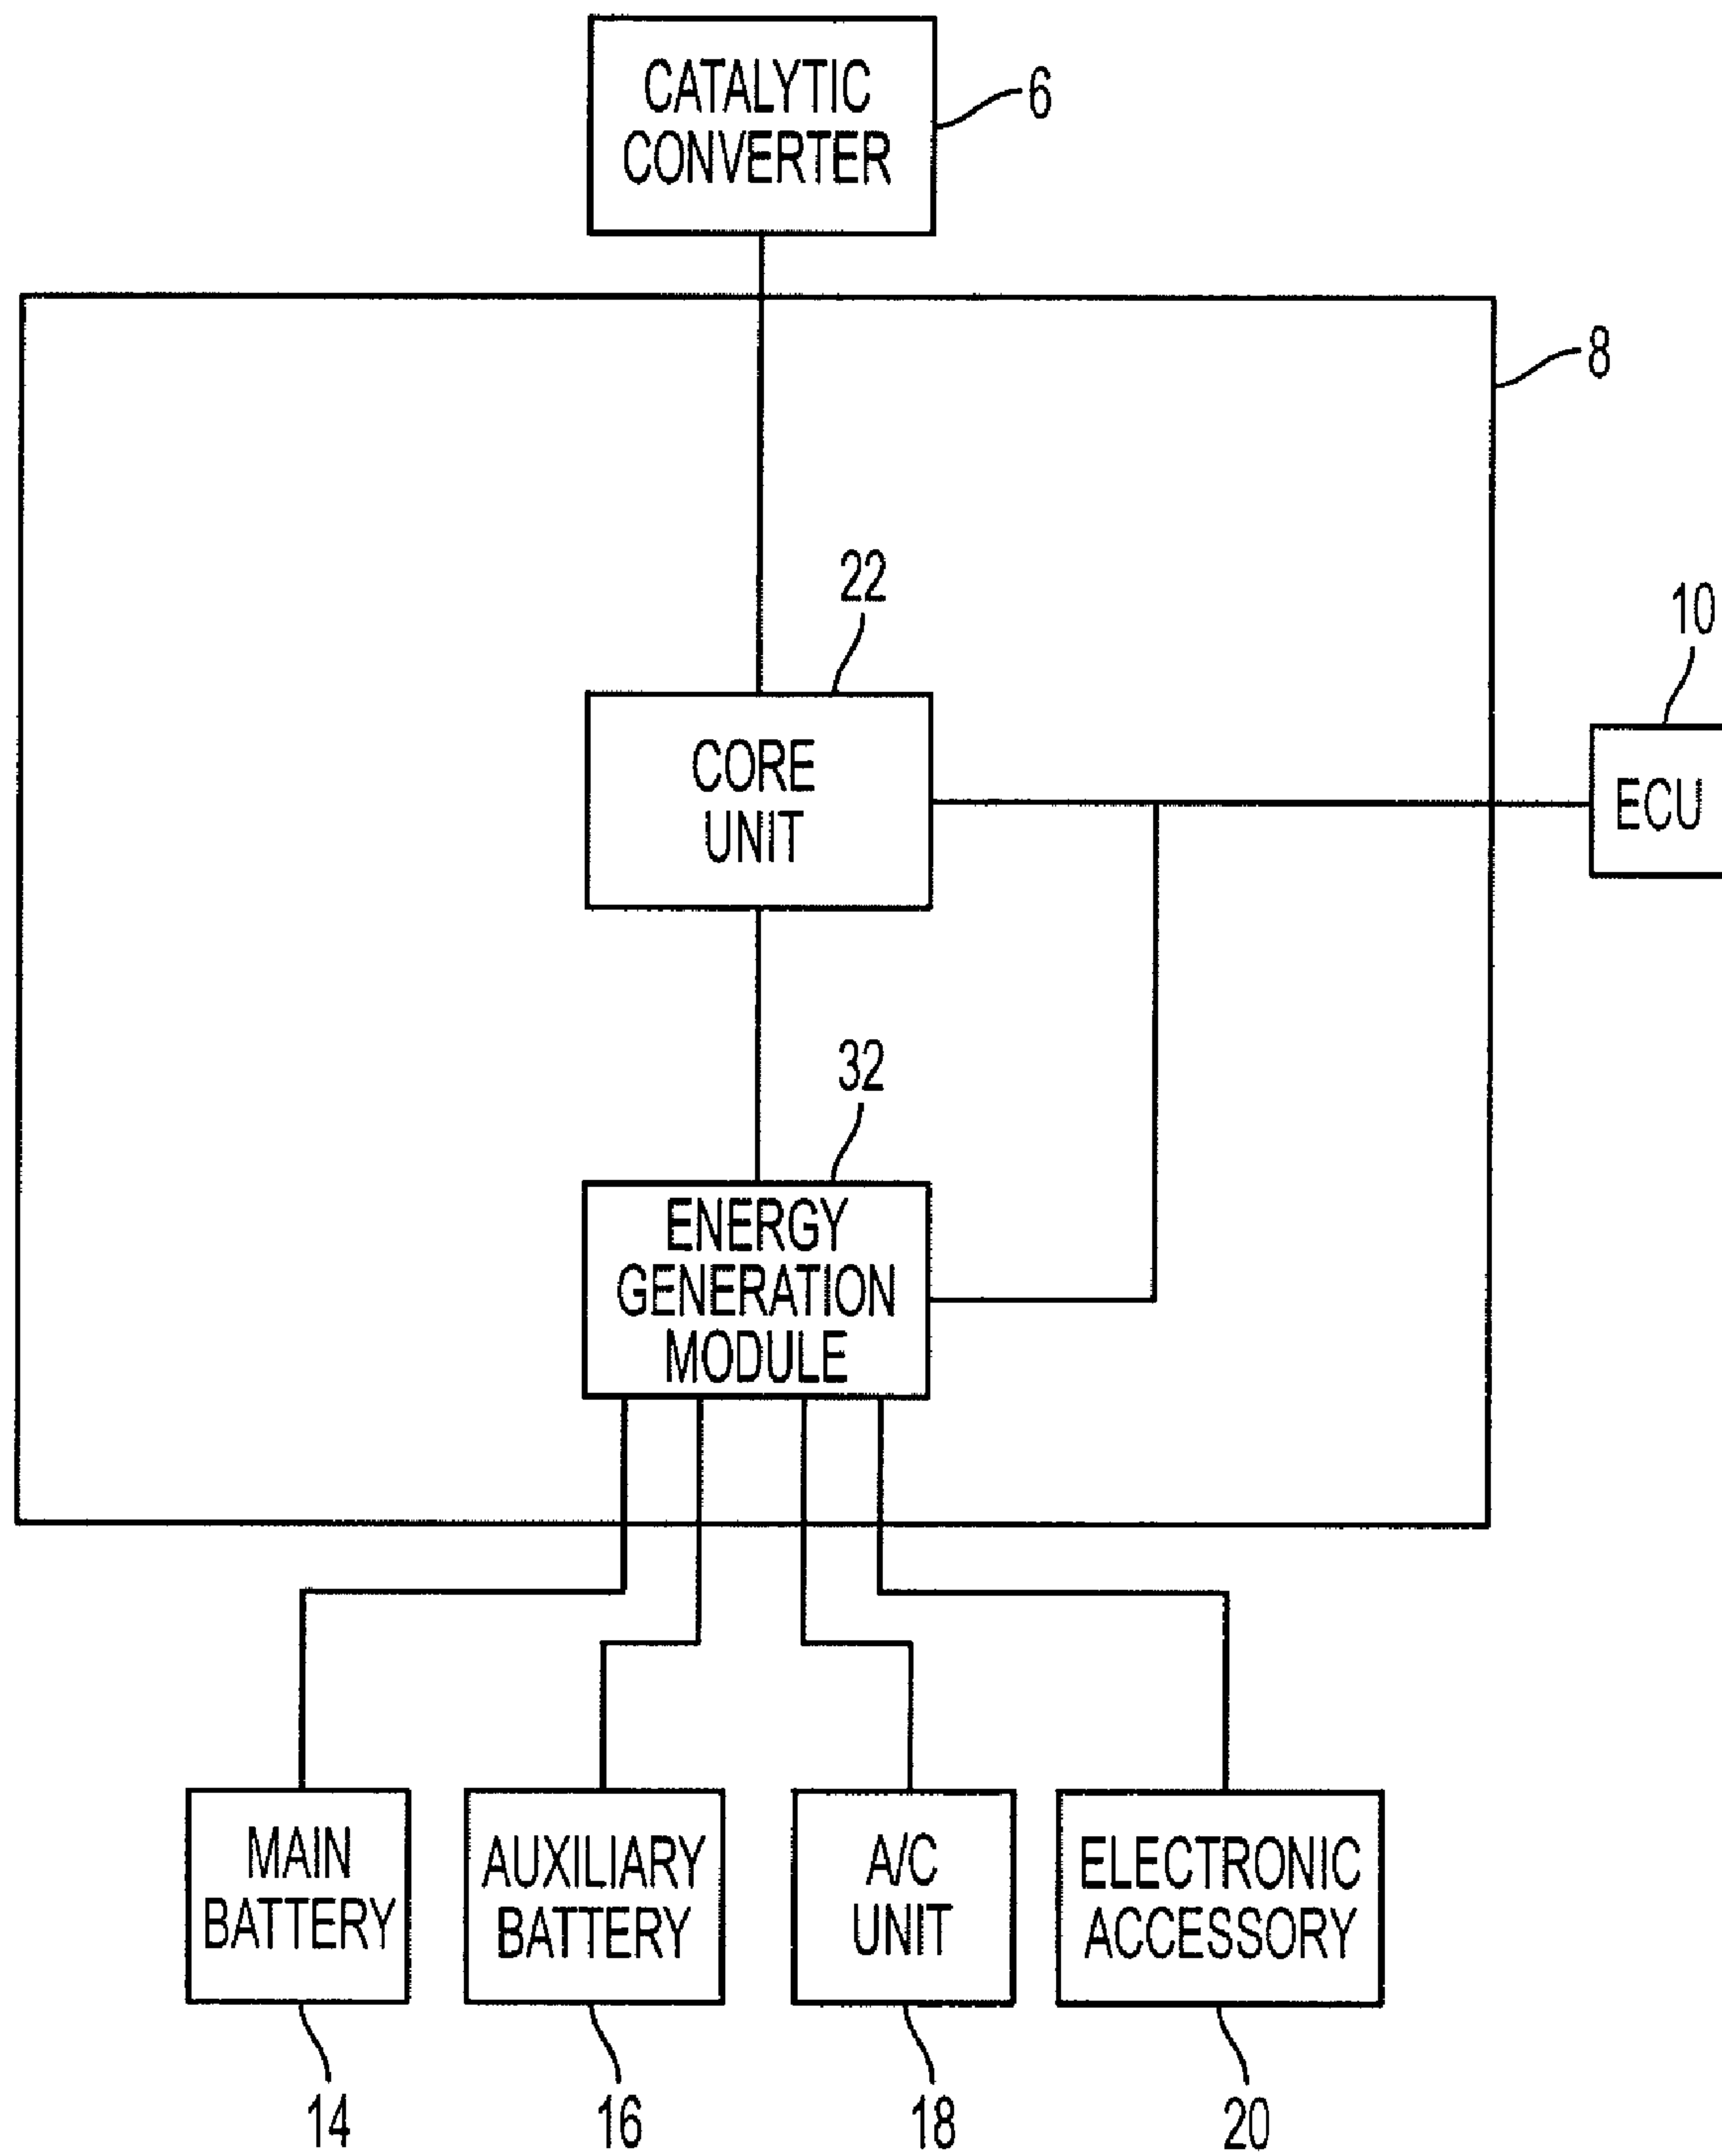 CATALYTIC
CONVERTER
6
8
22
10
CORE
UNIT
ECU
32
ENERGY
GENERATION
MODULE
MAIN
BATTERY
AUXILIARY
BATTERY
A/C
UNIT
ELECTRONIC
ACCESSORY
14
16
18
20